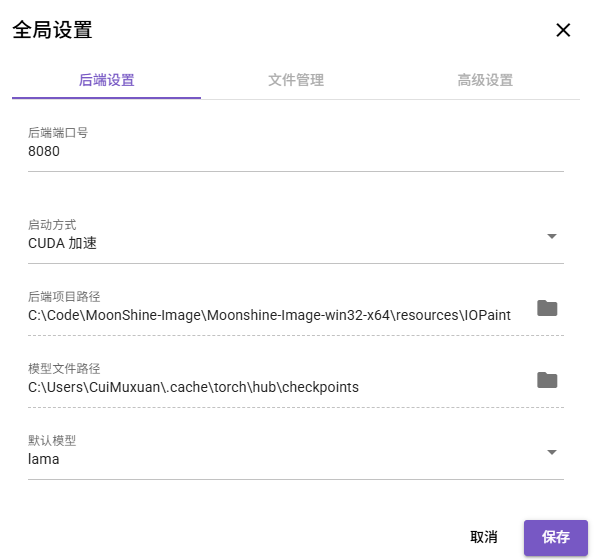 全局设置
后端设置
文件管理
高级设置
后端端口号
8080
启动方式
CUDA 加速
后端项目路径
C:\Code\MoonShine-Image\Moonshine-Image-win32-x64\resources\IOPaint
模型文件路径
C:\Users\CuiMuxuan\.cache\torch\hub\checkpoints
默认模型
lama
取消
保存